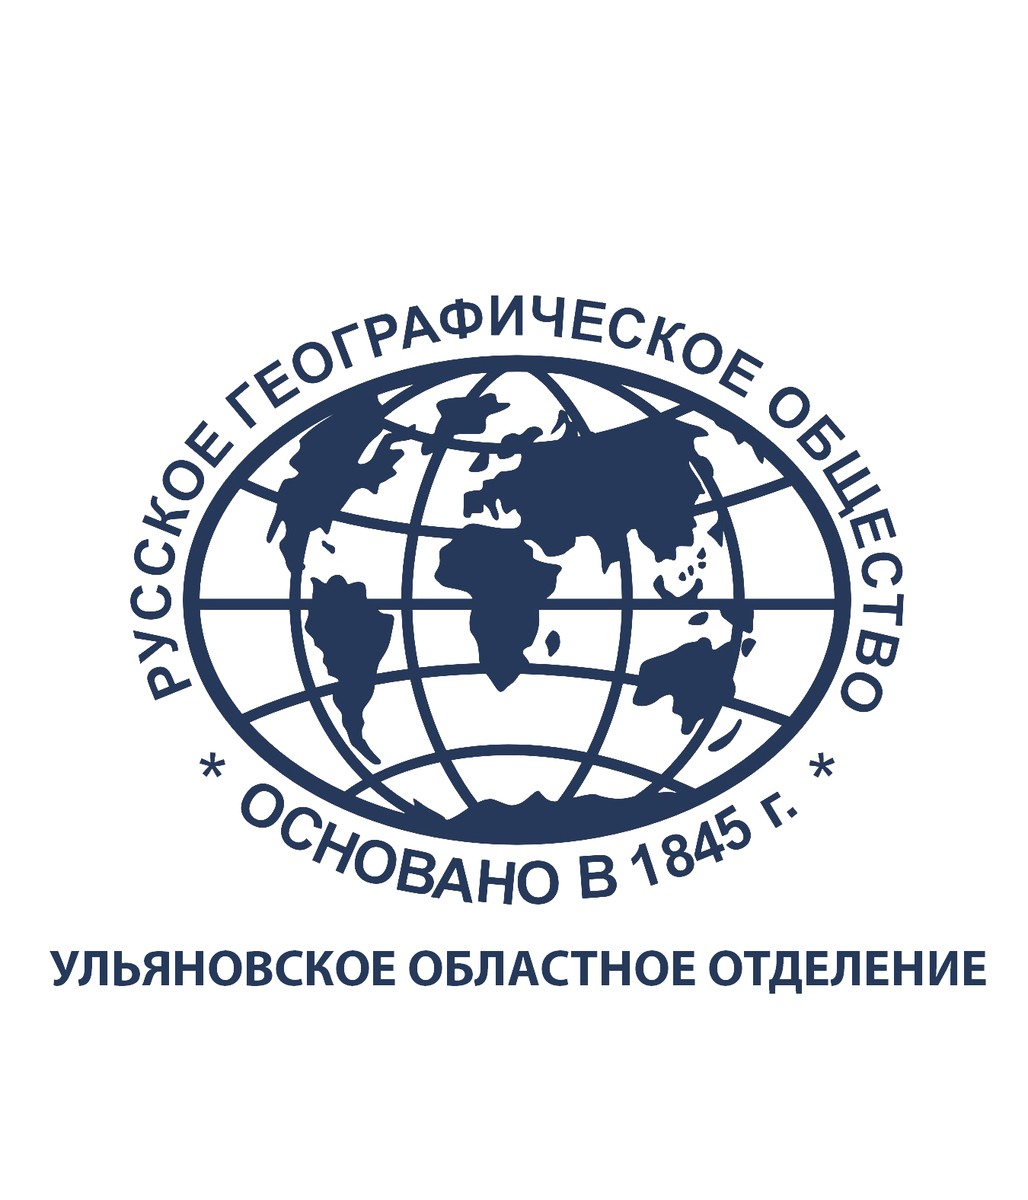 РУССКОЕ ГЕОГРАФИЧЕСКОЕ ОБЩЕСТВО
* ОСНОВАНО В 1845 г. *
УЛЬЯНОВСКОЕ ОБЛАСТНОЕ ОТДЕЛЕНИЕ